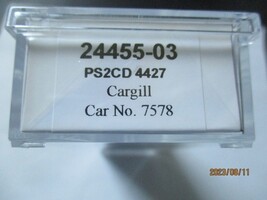 24455-03
PS2CD 4427
Cargill
Car No. 7578
2023/08/11